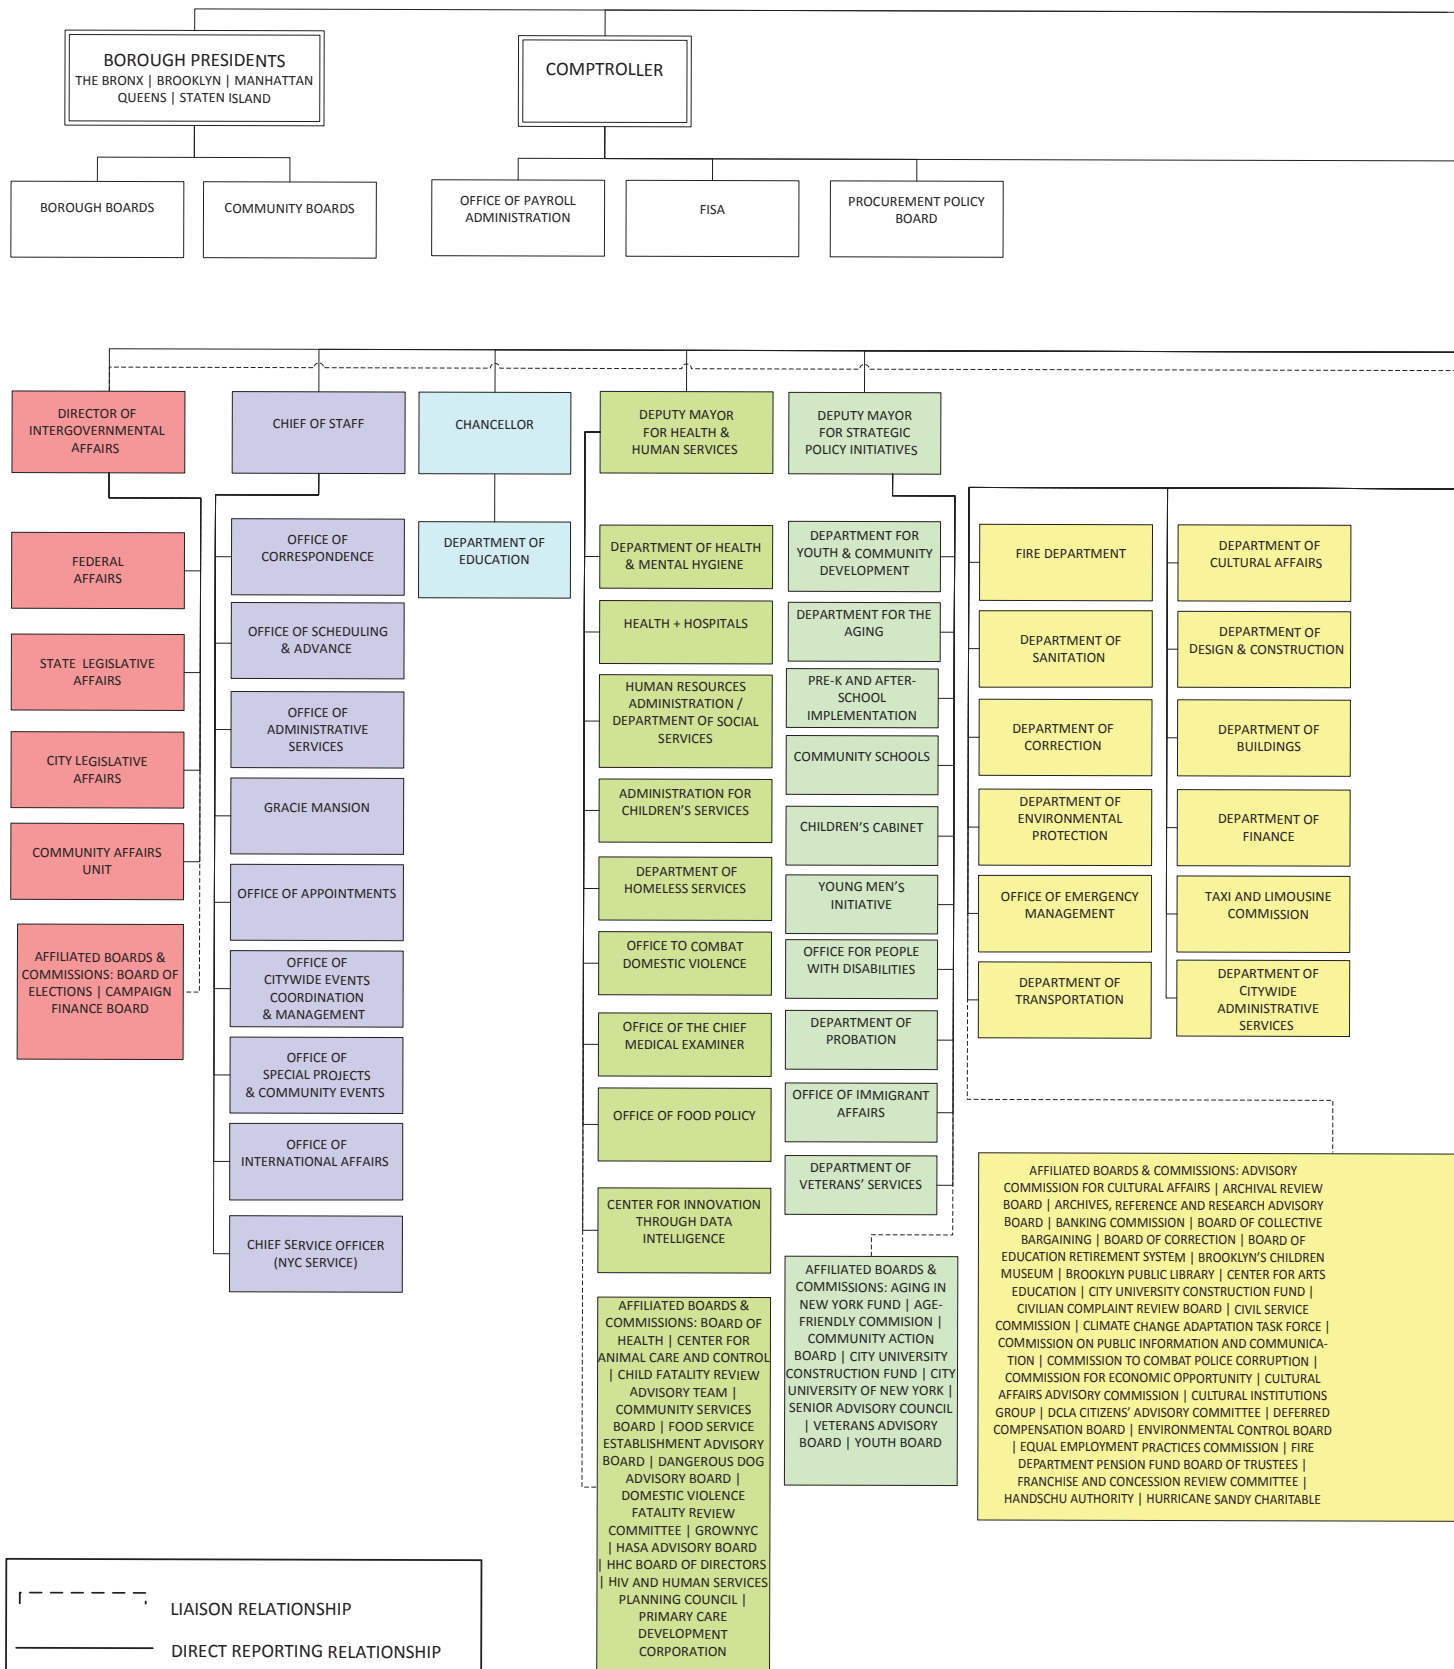 BOROUGH PRESIDENTS
THE BRONX | BROOKLYN | MANHATTAN
QUEENS | STATEN ISLAND
COMPTROLLER
BOROUGH BOARDS
COMMUNITY BOARDS
OFFICE OF PAYROLL
ADMINISTRATION
FISA
PROCUREMENT POLICY
BOARD
DIRECTOR OF
INTERGOVERNMENTAL
AFFAIRS
FEDERAL
AFFAIRS
STATE LEGISLATIVE
AFFAIRS
CITY LEGISLATIVE
AFFAIRS
COMMUNITY AFFAIRS
UNIT
AFFILIATED BOARDS &
COMMISSIONS: BOARD OF
ELECTIONS | CAMPAIGN
FINANCE BOARD
CHIEF OF STAFF
OFFICE OF
CORRESPONDENCE
OFFICE OF SCHEDULING
& ADVANCE
OFFICE OF
ADMINISTRATIVE
SERVICES
GRACIE MANSION
OFFICE OF APPOINTMENTS
OFFICE OF
CITYWIDE EVENTS
COORDINATION
& MANAGEMENT
OFFICE OF
SPECIAL PROJECTS
& COMMUNITY EVENTS
OFFICE OF
INTERNATIONAL AFFAIRS
CHIEF SERVICE OFFICER
(NYC SERVICE)
CHANCELLOR
DEPARTMENT OF
EDUCATION
DEPUTY MAYOR
FOR HEALTH &
HUMAN SERVICES
DEPARTMENT OF HEALTH
& MENTAL HYGIENE
HEALTH + HOSPITALS
HUMAN RESOURCES
ADMINISTRATION /
DEPARTMENT OF SOCIAL
SERVICES
ADMINISTRATION FOR
CHILDREN'S SERVICES
DEPARTMENT OF
HOMELESS SERVICES
OFFICE TO COMBAT
DOMESTIC VIOLENCE
OFFICE OF THE CHIEF
MEDICAL EXAMINER
OFFICE OF FOOD POLICY
CENTER FOR INNOVATION
THROUGH DATA
INTELLIGENCE
AFFILIATED BOARDS &
COMMISSIONS: BOARD OF
HEALTH | CENTER FOR
ANIMAL CARE AND CONTROL
| CHILD FATALITY REVIEW
ADVISORY TEAM |
COMMUNITY SERVICES
BOARD | FOOD SERVICE
ESTABLISHMENT ADVISORY
BOARD | DANGEROUS DOG
ADVISORY BOARD |
DOMESTIC VIOLENCE
FATALITY REVIEW
COMMITTEE | GROWNYC
| HASA ADVISORY BOARD
| HHC BOARD OF DIRECTORS
| HIV AND HUMAN SERVICES
PLANNING COUNCIL |
PRIMARY CARE
DEVELOPMENT
CORPORATION
DEPUTY MAYOR
FOR STRATEGIC
POLICY INITIATIVES
DEPARTMENT FOR
YOUTH & COMMUNITY
DEVELOPMENT
DEPARTMENT FOR THE
AGING
PRE-K AND AFTER-
SCHOOL
IMPLEMENTATION
COMMUNITY SCHOOLS
CHILDREN'S CABINET
YOUNG MEN'S
INITIATIVE
OFFICE FOR PEOPLE
WITH DISABILITIES
DEPARTMENT OF
PROBATION
OFFICE OF IMMIGRANT
AFFAIRS
DEPARTMENT OF
VETERANS' SERVICES
AFFILIATED BOARDS &
COMMISSIONS: AGING IN
NEW YORK FUND | AGE-
FRIENDLY COMMISION |
COMMUNITY ACTION
BOARD | CITY UNIVERSITY
CONSTRUCTION FUND | CITY
UNIVERSITY OF NEW YORK |
SENIOR ADVISORY COUNCIL
| VETERANS ADVISORY
BOARD | YOUTH BOARD
FIRE DEPARTMENT
DEPARTMENT OF
SANITATION
DEPARTMENT OF
CORRECTION
DEPARTMENT OF
ENVIRONMENTAL
PROTECTION
OFFICE OF EMERGENCY
MANAGEMENT
DEPARTMENT OF
TRANSPORTATION
DEPARTMENT OF
CULTURAL AFFAIRS
DEPARTMENT OF
DESIGN & CONSTRUCTION
DEPARTMENT OF
BUILDINGS
DEPARTMENT OF
FINANCE
TAXI AND LIMOUSINE
COMMISSION
DEPARTMENT OF
CITYWIDE
ADMINISTRATIVE
SERVICES
AFFILIATED BOARDS & COMMISSIONS: ADVISORY
COMMISSION FOR CULTURAL AFFAIRS | ARCHIVAL REVIEW
BOARD | ARCHIVES, REFERENCE AND RESEARCH ADVISORY
BOARD | BANKING COMMISSION | BOARD OF COLLECTIVE
BARGAINING | BOARD OF CORRECTION | BOARD OF
EDUCATION RETIREMENT SYSTEM | BROOKLYN'S CHILDREN
MUSEUM | BROOKLYN PUBLIC LIBRARY | CENTER FOR ARTS
EDUCATION | CITY UNIVERSITY CONSTRUCTION FUND |
CIVILIAN COMPLAINT REVIEW BOARD | CIVIL SERVICE
COMMISSION | CLIMATE CHANGE ADAPTATION TASK FORCE |
COMMISSION ON PUBLIC INFORMATION AND COMMUNICA-
TION | COMMISSION TO COMBAT POLICE CORRUPTION |
COMMISSION FOR ECONOMIC OPPORTUNITY | CULTURAL
AFFAIRS ADVISORY COMMISSION | CULTURAL INSTITUTIONS
GROUP | DCLA CITIZENS' ADVISORY COMMITTEE | DEFERRED
COMPENSATION BOARD | ENVIRONMENTAL CONTROL BOARD
| EQUAL EMPLOYMENT PRACTICES COMMISSION | FIRE
DEPARTMENT PENSION FUND BOARD OF TRUSTEES |
FRANCHISE AND CONCESSION REVIEW COMMITTEE |
HANDSCHU AUTHORITY | HURRICANE SANDY CHARITABLE
LIAISON RELATIONSHIP
DIRECT REPORTING RELATIONSHIP